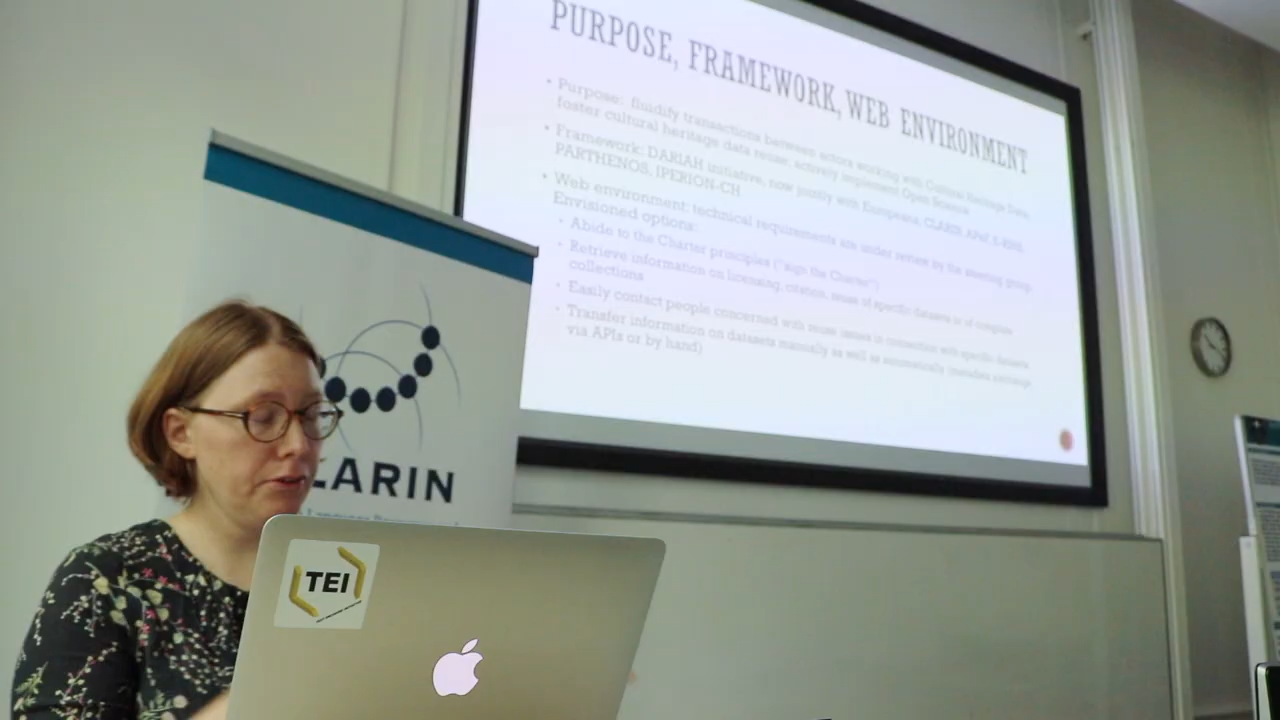 PURPOSE, FRAMEWORK, WEB ENVIRONMENT
• Purpose: fluidify transactions between actors working with Cultural Heritage Data,
foster cultural heritage data reuse, actively implement Open Science
• Framework: DARIAH initiative, now jointly with Europeana, CLARIN, APeF, E-RIHS,
PARTHENOS, IPERION-CH
• Web environment: technical requirements are under review by the steering group.
Envisioned options:
• Abide to the Charter principles ("sign the Charter")
• Retrieve information on licensing, citation, reuse of specific datasets or of complete
collections
• Easily contact people concerned with reuse issues in connection with specific datasets
• Transfer information on datasets manually as well as automatically
via APIs or by hand)
LARIN
TEI